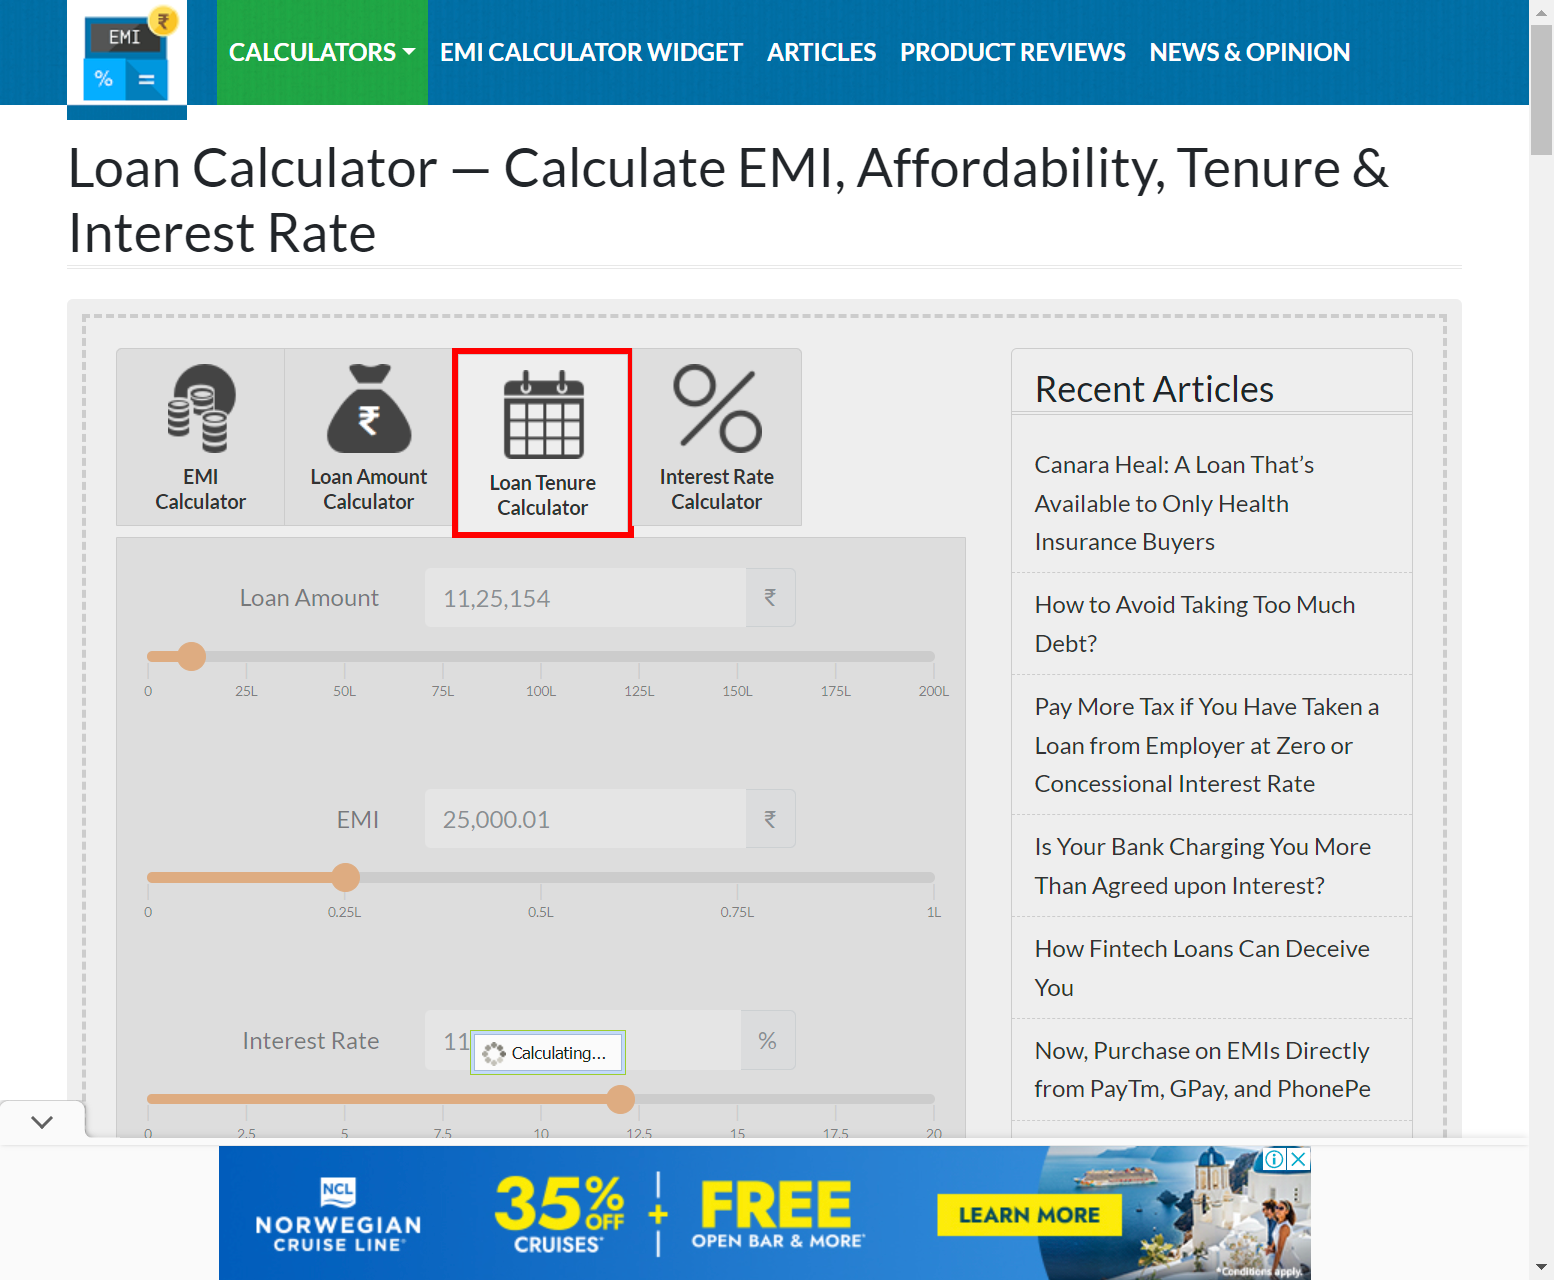 EMI
₹
%
=
CALCULATORS
EMI CALCULATOR WIDGET
ARTICLES
PRODUCT REVIEWS
NEWS & OPINION
Loan Calculator — Calculate EMI, Affordability, Tenure &
Interest Rate
EMI
Calculator
₹
Loan Amount
Calculator
Loan Tenure
Calculator
Interest Rate
Calculator
Loan Amount
11,25,154
₹
0 25L 50L 75L 100L 125L 150L 175L 200L
EMI
25,000.01
₹
0 0.25L 0.5L 0.75L 1L
Interest Rate
11
Calculating...
%
0 2.5 5 7.5 10 12.5 15 17.5 20
Recent Articles
Canara Heal: A Loan That's
Available to Only Health
Insurance Buyers
How to Avoid Taking Too Much
Debt?
Pay More Tax if You Have Taken a
Loan from Employer at Zero or
Concessional Interest Rate
Is Your Bank Charging You More
Than Agreed upon Interest?
How Fintech Loans Can Deceive
You
Now, Purchase on EMIs Directly
from PayTm, GPay, and PhonePe
NCL
NORWEGIAN
CRUISE LINE®
35% OFF
CRUISES*
+
FREE
OPEN BAR & MORE*
LEARN MORE
*Conditions apply.